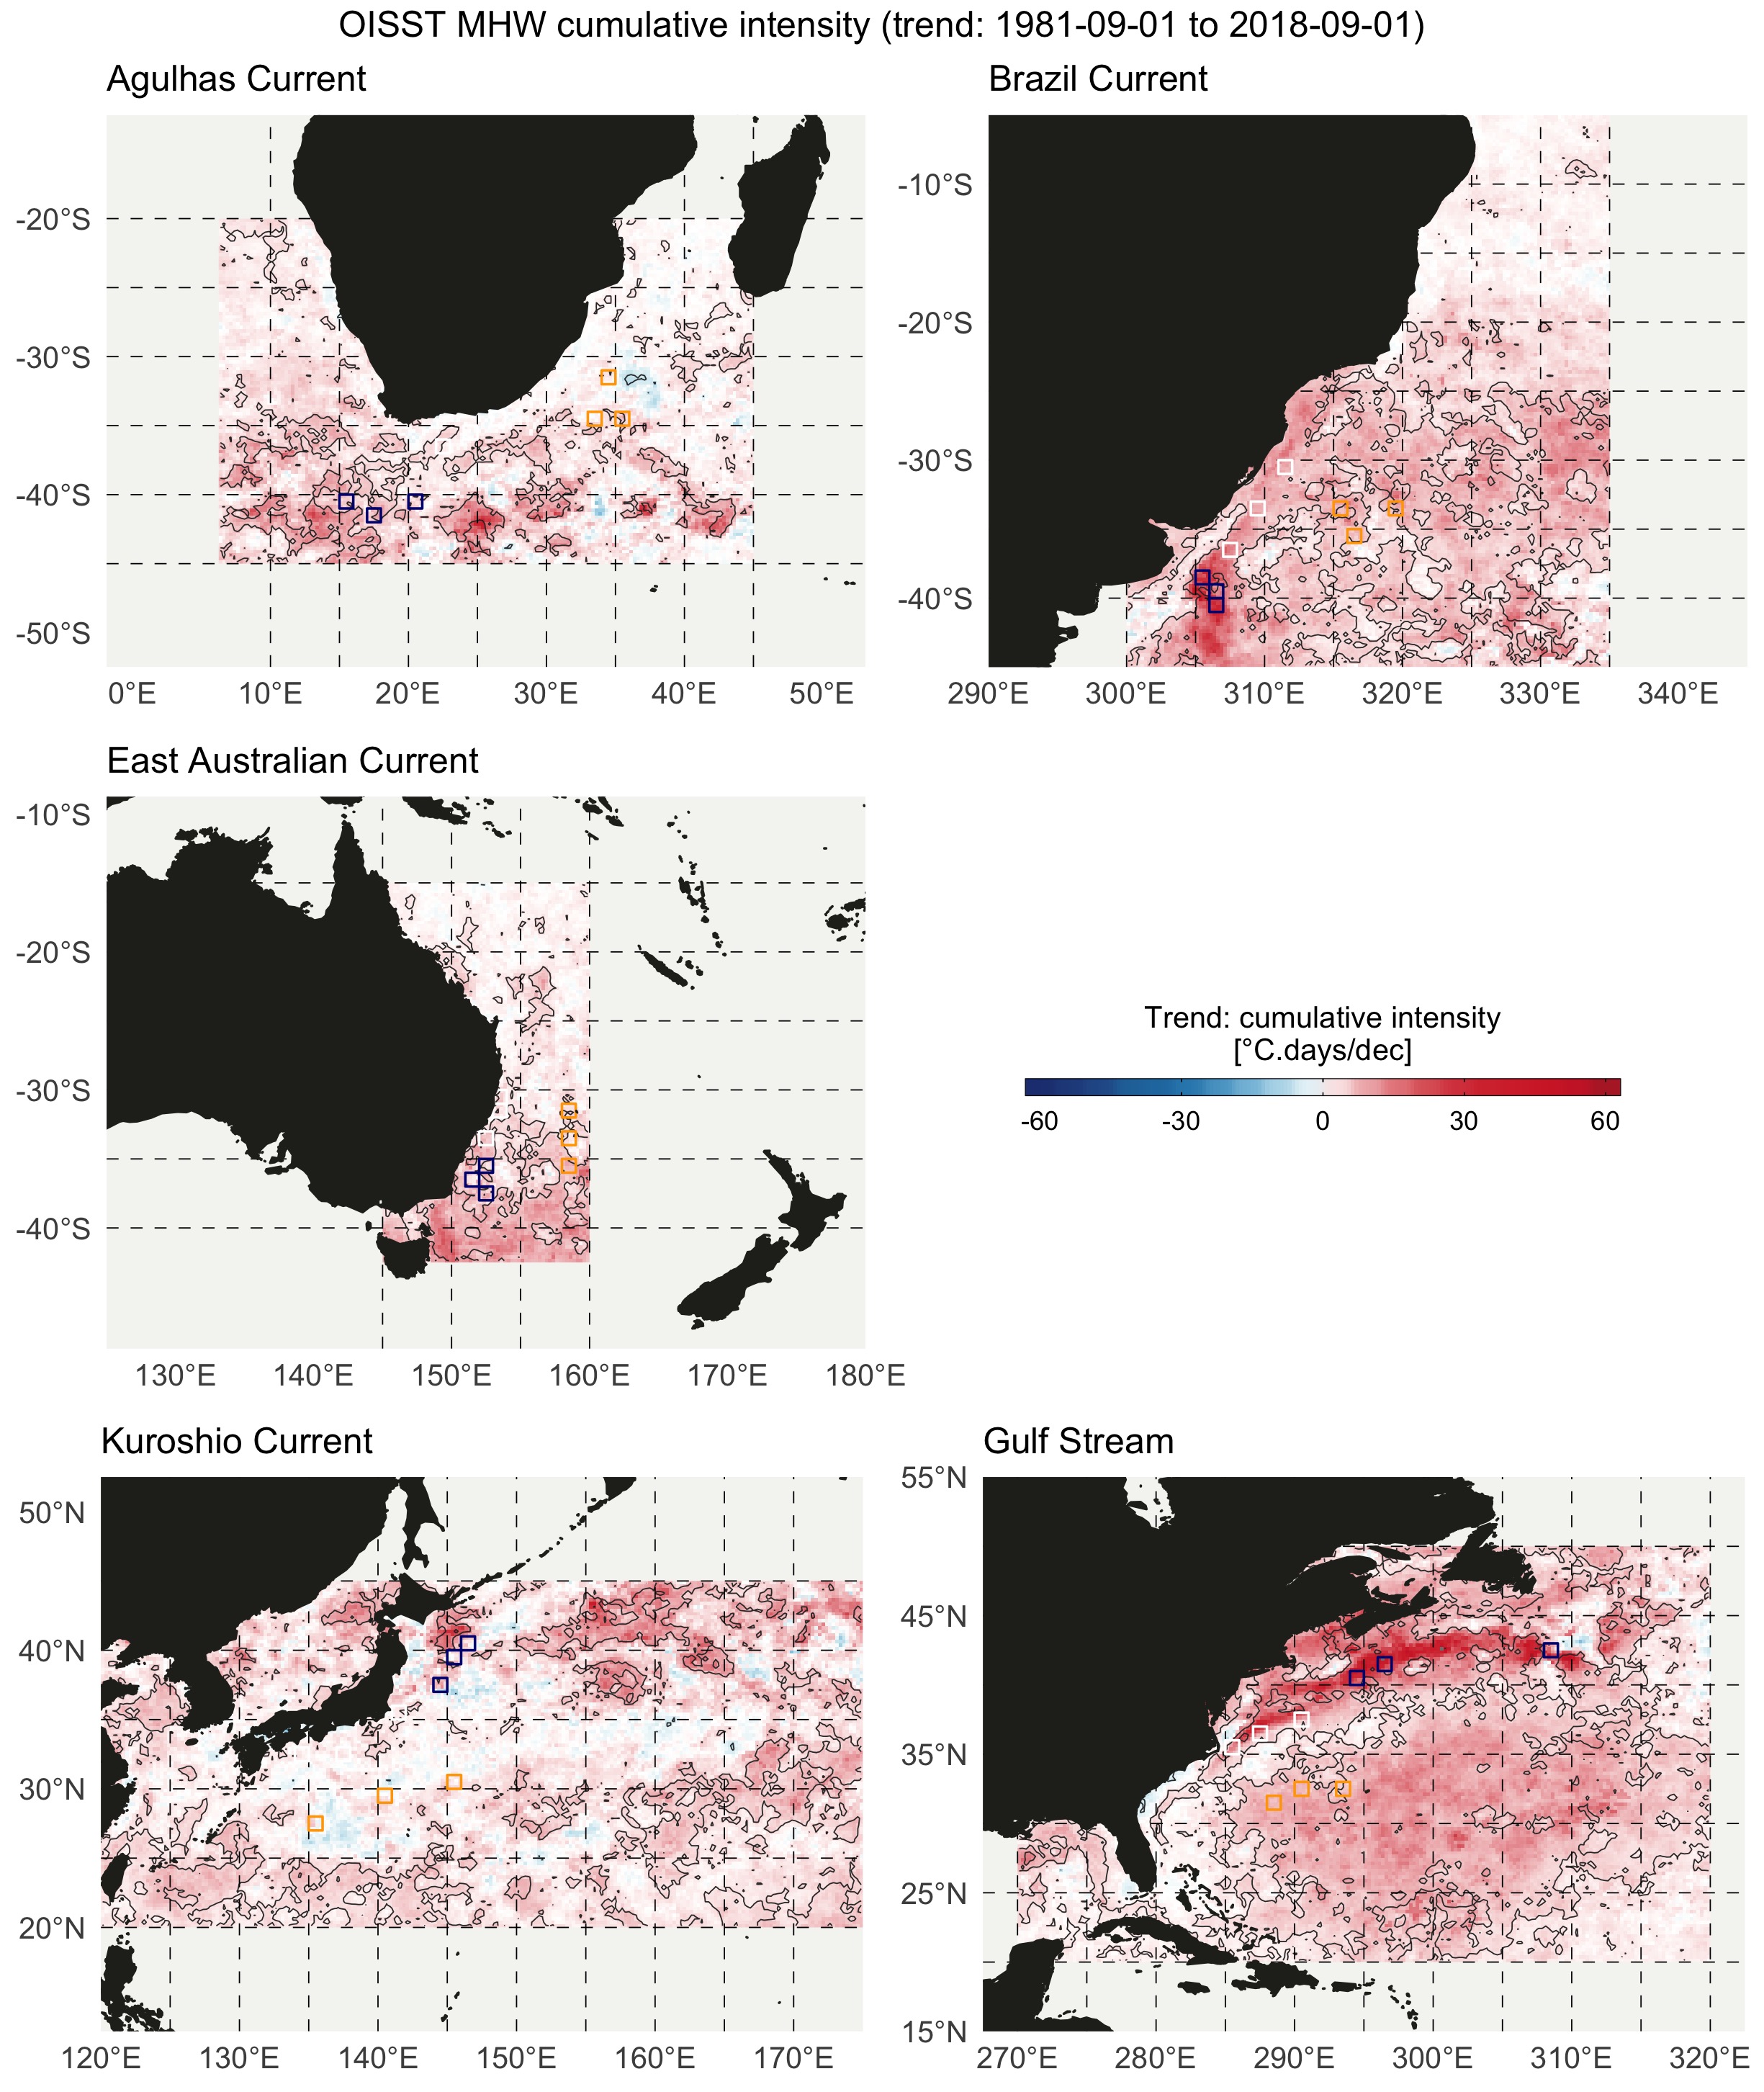 OISST MHW cumulative intensity (trend: 1981-09-01 to 2018-09-01)
Agulhas Current
-20°S
-30°S
-40°S
-50°S
0°E 10°E 20°E 30°E 40°E 50°E
Brazil Current
-10°S
-20°S
-30°S
-40°S
290°E 300°E 310°E 320°E 330°E 340°E
East Australian Current
-10°S
-20°S
-30°S
-40°S
130°E 140°E 150°E 160°E 170°E 180°E
Trend: cumulative intensity
[°C.days/dec]
-60 -30 0 30 60
Kuroshio Current
50°N
40°N
30°N
20°N
120°E 130°E 140°E 150°E 160°E 170°E
Gulf Stream
55°N
45°N
35°N
25°N
15°N
270°E 280°E 290°E 300°E 310°E 320°E